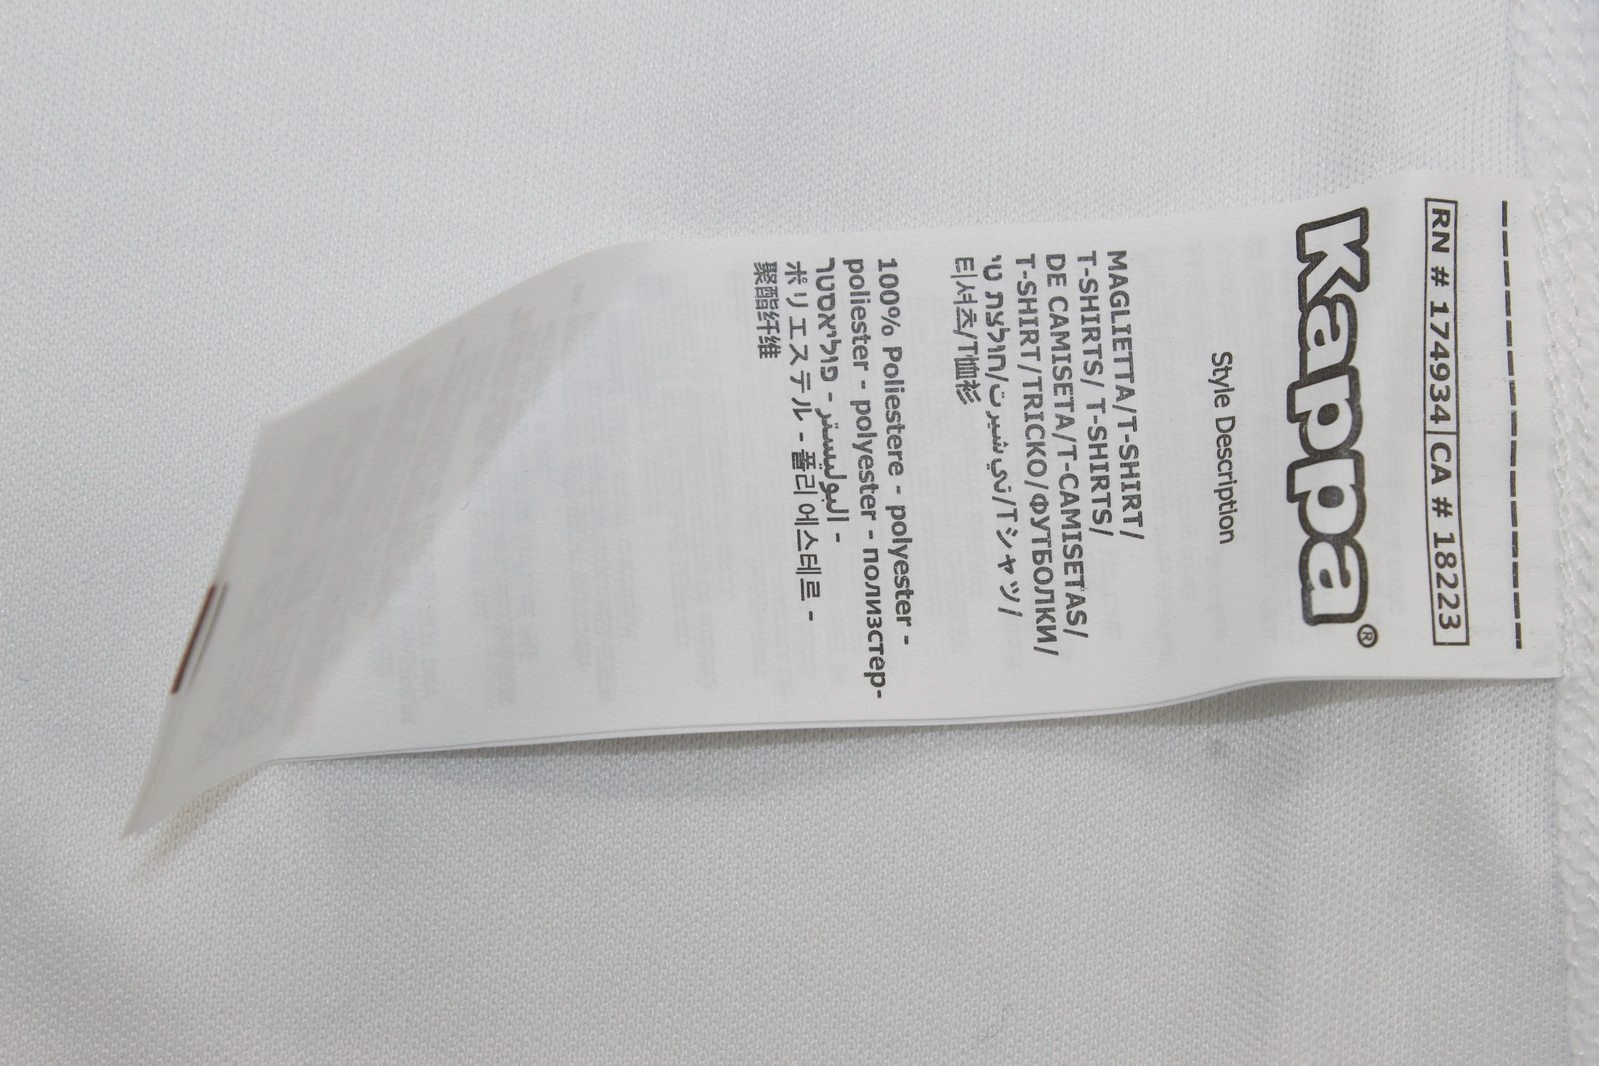 RN # 174934 CA # 18223
Kappa®
Style Description
MAGLIETTA/T-SHIRT/
T-SHIRTS/ T-SHIRTS/
DE CAMISETA/T-CAMISETAS/
T-SHIRT/TRICKO/ФУТБОЛКИ/
חולצת טי/تي شيرت/Tシャツ/
티셔츠/T恤衫
100% Poliestere - polyester -
poliester - polyester - полиэстер-
פוליאסטר - البوليستر -
ポリエステル - 폴리에스테르 -
聚酯纤维